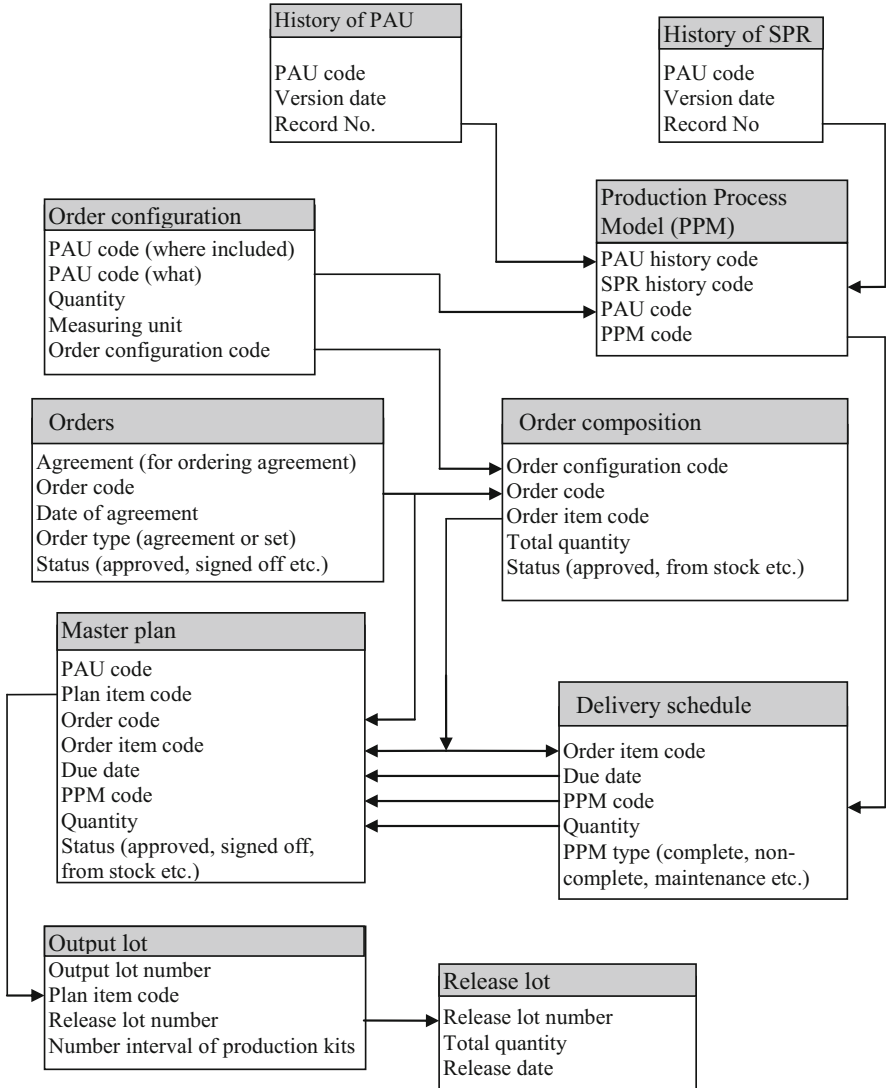 History of PAU
PAU code
Version date
Record No.
History of SPR
PAU code
Version date
Record No
Production Process
Model (PPM)
PAU history code
SPR history code
PAU code
PPM code
Order configuration
PAU code (where included)
PAU code (what)
Quantity
Measuring unit
Order configuration code
Orders
Agreement (for ordering agreement)
Order code
Date of agreement
Order type (agreement or set)
Status (approved, signed off etc.)
Order composition
Order configuration code
Order code
Order item code
Total quantity
Status (approved, from stock etc.)
Master plan
PAU code
Plan item code
Order code
Order item code
Due date
PPM code
Quantity
Status (approved, signed off,
from stock etc.)
Delivery schedule
Order item code
Due date
PPM code
Quantity
PPM type (complete, non-
complete, maintenance etc.)
Output lot
Output lot number
Plan item code
Release lot number
Number interval of production kits
Release lot
Release lot number
Total quantity
Release date